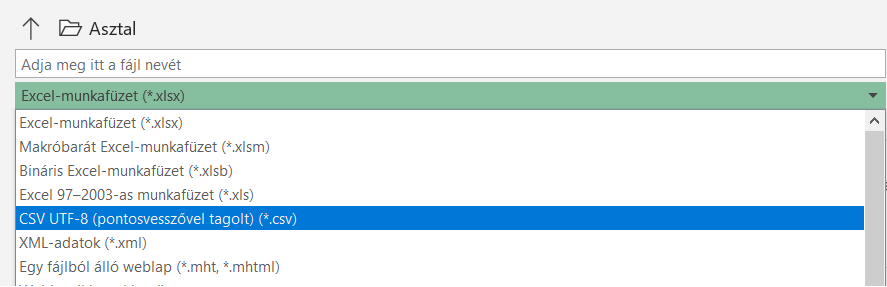 Asztal
Adja meg itt a fájl nevét
Excel-munkafüzet (*.xlsx)
Excel-munkafüzet (*.xlsx)
Makróbarát Excel-munkafüzet (*.xlsm)
Bináris Excel-munkafüzet (*.xlsb)
Excel 97–2003-as munkafüzet (*.xls)
CSV UTF-8 (pontosvesszővel tagolt) (*.csv)
XML-adatok (*.xml)
Egy fájlból álló weblap (*.mht, *.mhtml)